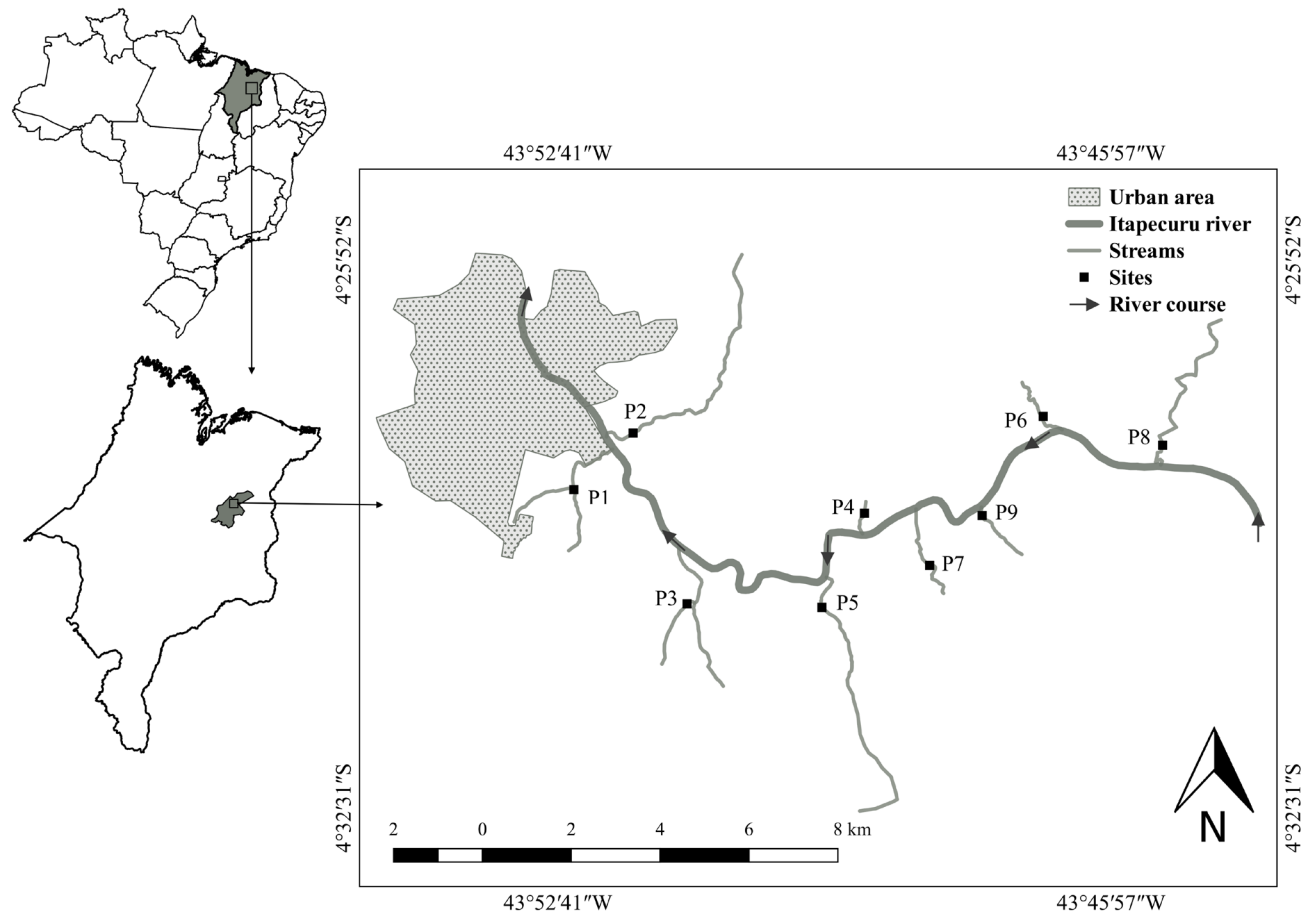 43°52′41″W 43°45′57″W
Urban area
Itapecuru river
Streams
Sites
River course
4°25′52″S
4°25′52″S
P2
P6
P8
P1
P4
P9
P7
P3
P5
4°32′31″S
4°32′31″S
N
2 0 2 4 6 8 km
43°52′41″W 43°45′57″W